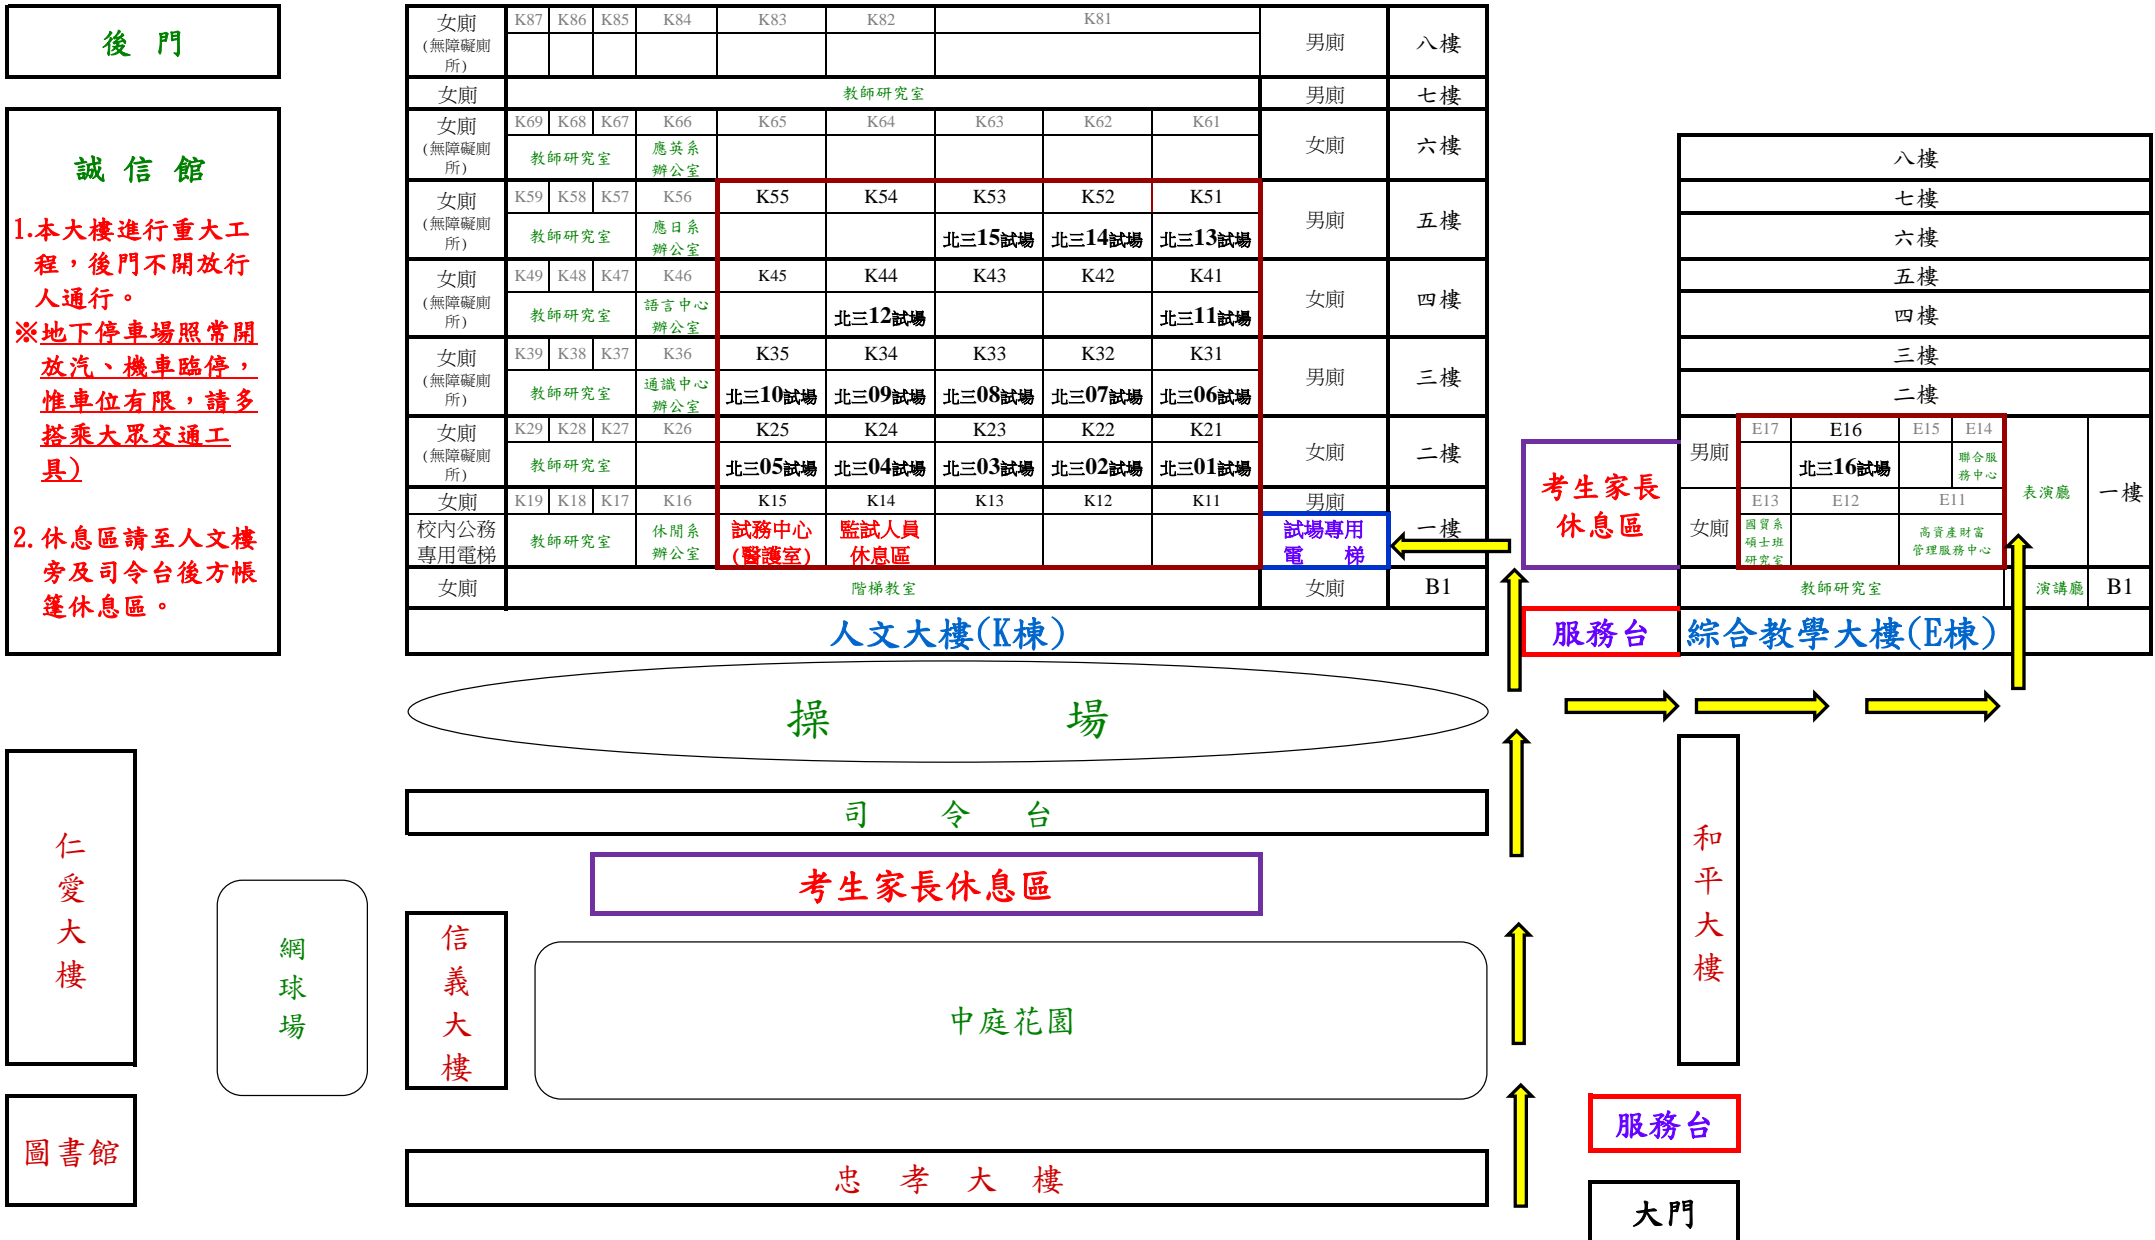 後 門
誠 信 館
1.本大樓進行重大工
程，後門不開放行
人通行。
※地下停車場照常開
放汽、機車臨停，
惟車位有限，請多
搭乘大眾交通工
具)
2. 休息區請至人文樓
旁及司令台後方帳
篷休息區。
女廁
(無障礙廁
所)
K87 K86 K85 K84 K83 K82 K81
男廁
八樓
女廁 教師研究室 男廁 七樓
女廁
(無障礙廁
所)
K69 K68 K67 K66 K65 K64 K63 K62 K61
教師研究室
應英系
辦公室
女廁
六樓
女廁
(無障礙廁
所)
K59 K58 K57 K56 K55 K54 K53 K52 K51
教師研究室
應日系
辦公室
北三15試場 北三14試場 北三13試場
男廁
五樓
女廁
(無障礙廁
所)
K49 K48 K47 K46 K45 K44 K43 K42 K41
教師研究室
語言中心
辦公室
北三12試場 北三11試場
女廁
四樓
女廁
(無障礙廁
所)
K39 K38 K37 K36 K35 K34 K33 K32 K31
教師研究室
通識中心
辦公室
北三10試場 北三09試場 北三08試場 北三07試場 北三06試場
男廁
三樓
女廁
(無障礙廁
所)
K29 K28 K27 K26 K25 K24 K23 K22 K21
教師研究室
北三05試場 北三04試場 北三03試場 北三02試場 北三01試場
女廁
二樓
女廁 K19 K18 K17 K16 K15 K14 K13 K12 K11 男廁
校內公務
專用電梯
教師研究室
休閒系
辦公室
試務中心
(醫護室)
監試人員
休息區
試場專用
電 梯
一樓
女廁 階梯教室 女廁 B1
人文大樓(K棟)
考生家長
休息區
服務台
八樓
七樓
六樓
五樓
四樓
三樓
二樓
男廁
E17 E16 E15 E14
北三16試場
聯合服
務中心
女廁
E13 E12 E11
國貿系
碩士班
研究室
高資產財富
管理服務中心
表演廳
一樓
教師研究室 演講廳 B1
綜合教學大樓(E棟)
操 場
司 令 台
考生家長休息區
仁愛大樓
網球場
信義大樓
中庭花園
和平大樓
圖書館
忠 孝 大 樓
服務台
大門